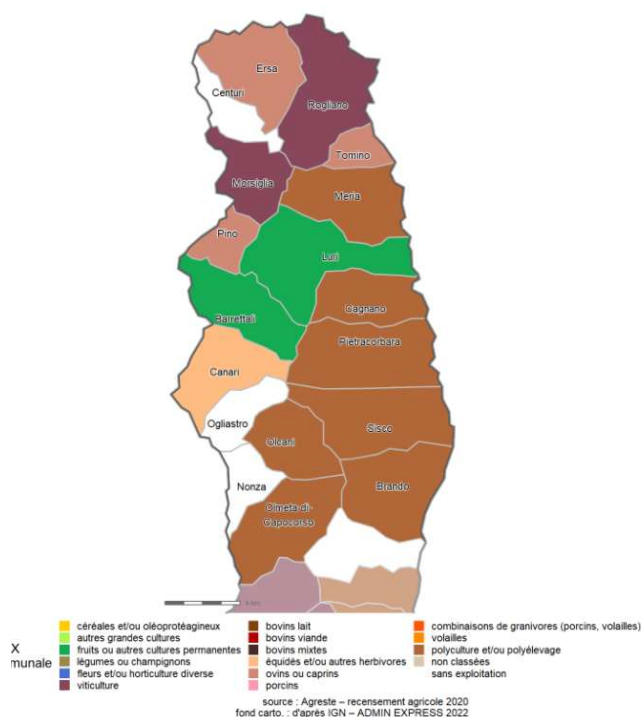 Ersa
Centuri
Rogliano
Tomino
Morsiglia
Meria
Pino
Luri
Cagnano
Barrettali
Pietracorbara
Canari
Ogliastro
Sisco
Olcani
Nonza
Brando
Olmeta-di-
Capocorso
céréales et/ou oléoprotéagineux
autres grandes cultures
fruits ou autres cultures permanentes
légumes ou champignons
fleurs et/ou horticulture diverse
viticulture
bovins lait
bovins viande
bovins mixtes
équidés et/ou autres herbivores
ovins ou caprins
porcins
combinaisons de granivores (porcins, volailles)
volailles
polyculture et/ou polyélevage
non classées
sans exploitation
source : Agreste – recensement agricole 2020
fond carto. : d'après IGN – ADMIN EXPRESS 2022